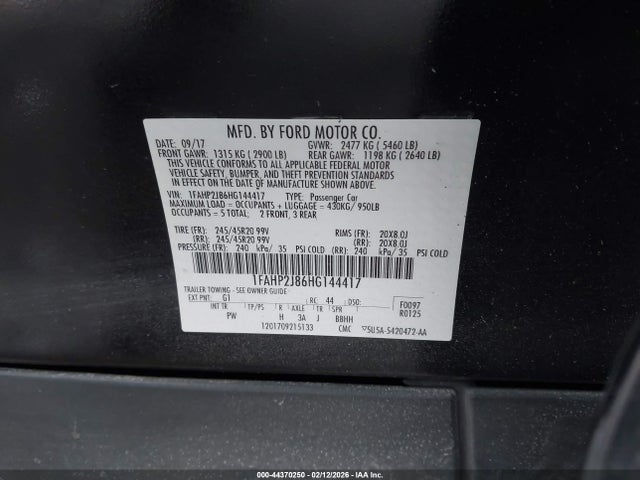 MFD. BY FORD MOTOR CO.
DATE: 09/17 GVWR: 2477 KG ( 5460 LB)
FRONT GAWR: 1315 KG ( 2900 LB) REAR GAWR: 1198 KG ( 2640 LB)
THIS VEHICLE CONFORMS TO ALL APPLICABLE FEDERAL MOTOR
VEHICLE SAFETY, BUMPER, AND THEFT PREVENTION STANDARDS IN
EFFECT ON THE DATE OF MANUFACTURE SHOWN ABOVE.
VIN: 1FAHP2J86HG144417 TYPE: Passenger Car
MAXIMUM LOAD = OCCUPANTS + LUGGAGE = 430KG/ 950LB
OCCUPANTS = 5 TOTAL: 2 FRONT, 3 REAR
TIRE (FR): 245/45R20 99V RIMS (FR): 20X8.0J
(RR): 245/45R20 99V (RR): 20X8.0J
PRESSURE (FR): 240 kPa/ 35 PSI COLD (RR): 240 kPa/ 35 PSI COLD
1FAHP2J86HG144417
TRAILER TOWING - SEE OWNER GUIDE
EXT PNT: G1 RC: 44 DSO: F0097
INT TR TP/PS R AXLE TR SPR R0125
PW H 3A J BBHH
1201709215133 CMC 5U5A-5420472-AA
000-44370250 - 02/12/2026 - IAA Inc.